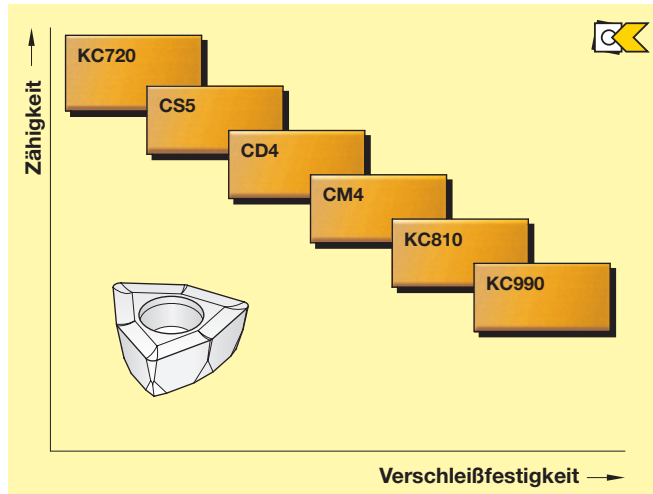 Zähigkeit
KC720
CS5
CD4
CM4
KC810
KC990
Verschleißfestigkeit